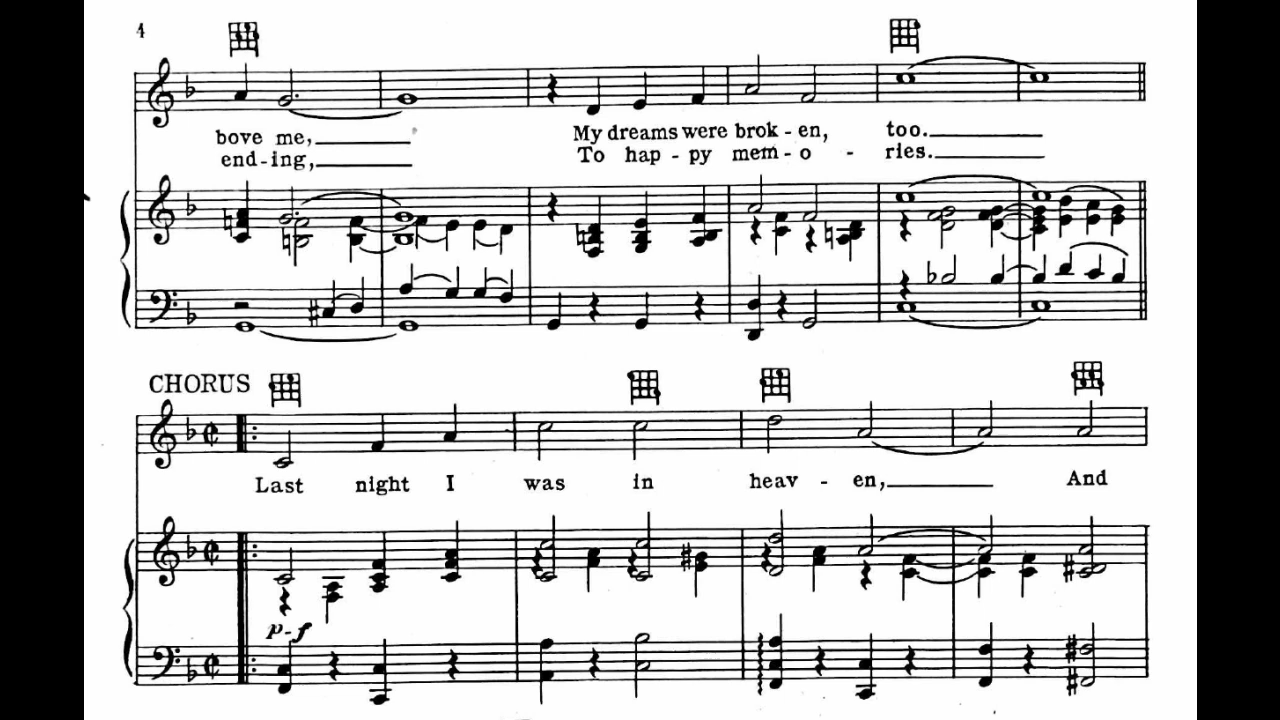 4
bove me,
My dreams were brok - en, too.
end-ing,
To hap - py mem - o - ries.
CHORUS
Last night I was in heav - en, And
p-f